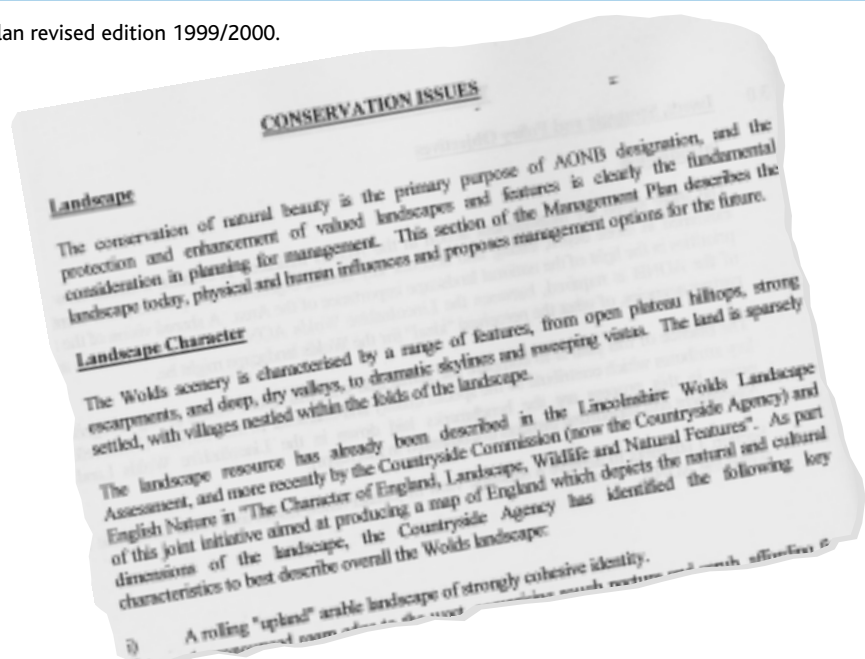 lan revised edition 1999/2000.
CONSERVATION ISSUES
Landscape
The conservation of natural beauty is the primary purpose of AONB designation, and the
protection and enhancement of valued landscapes and features is clearly the fundamental
consideration in planning for management. This section of the Management Plan describes the
landscape today, physical and human influences and proposes management options for the future.
Landscape Character
The Wolds scenery is characterised by a range of features, from open plateau hilltops, strong
escarpments, and deep, dry valleys, to dramatic skylines and sweeping vistas. The land is sparsely
settled, with villages nestled within the folds of the landscape.
The landscape resource has already been described in the Lincolnshire Wolds Landscape
Assessment, and more recently by the Countryside Commission (now the Countryside Agency) and
English Nature in "The Character of England, Landscape, Wildlife and Natural Features". As part
of this joint initiative aimed at producing a map of England which depicts the natural and cultural
dimensions of the landscape, the Countryside Agency has identified the following key
characteristics to best describe overall the Wolds landscape:
i) A rolling "upland" arable landscape of strongly cohesive identity.
rough pasture and scrub affording